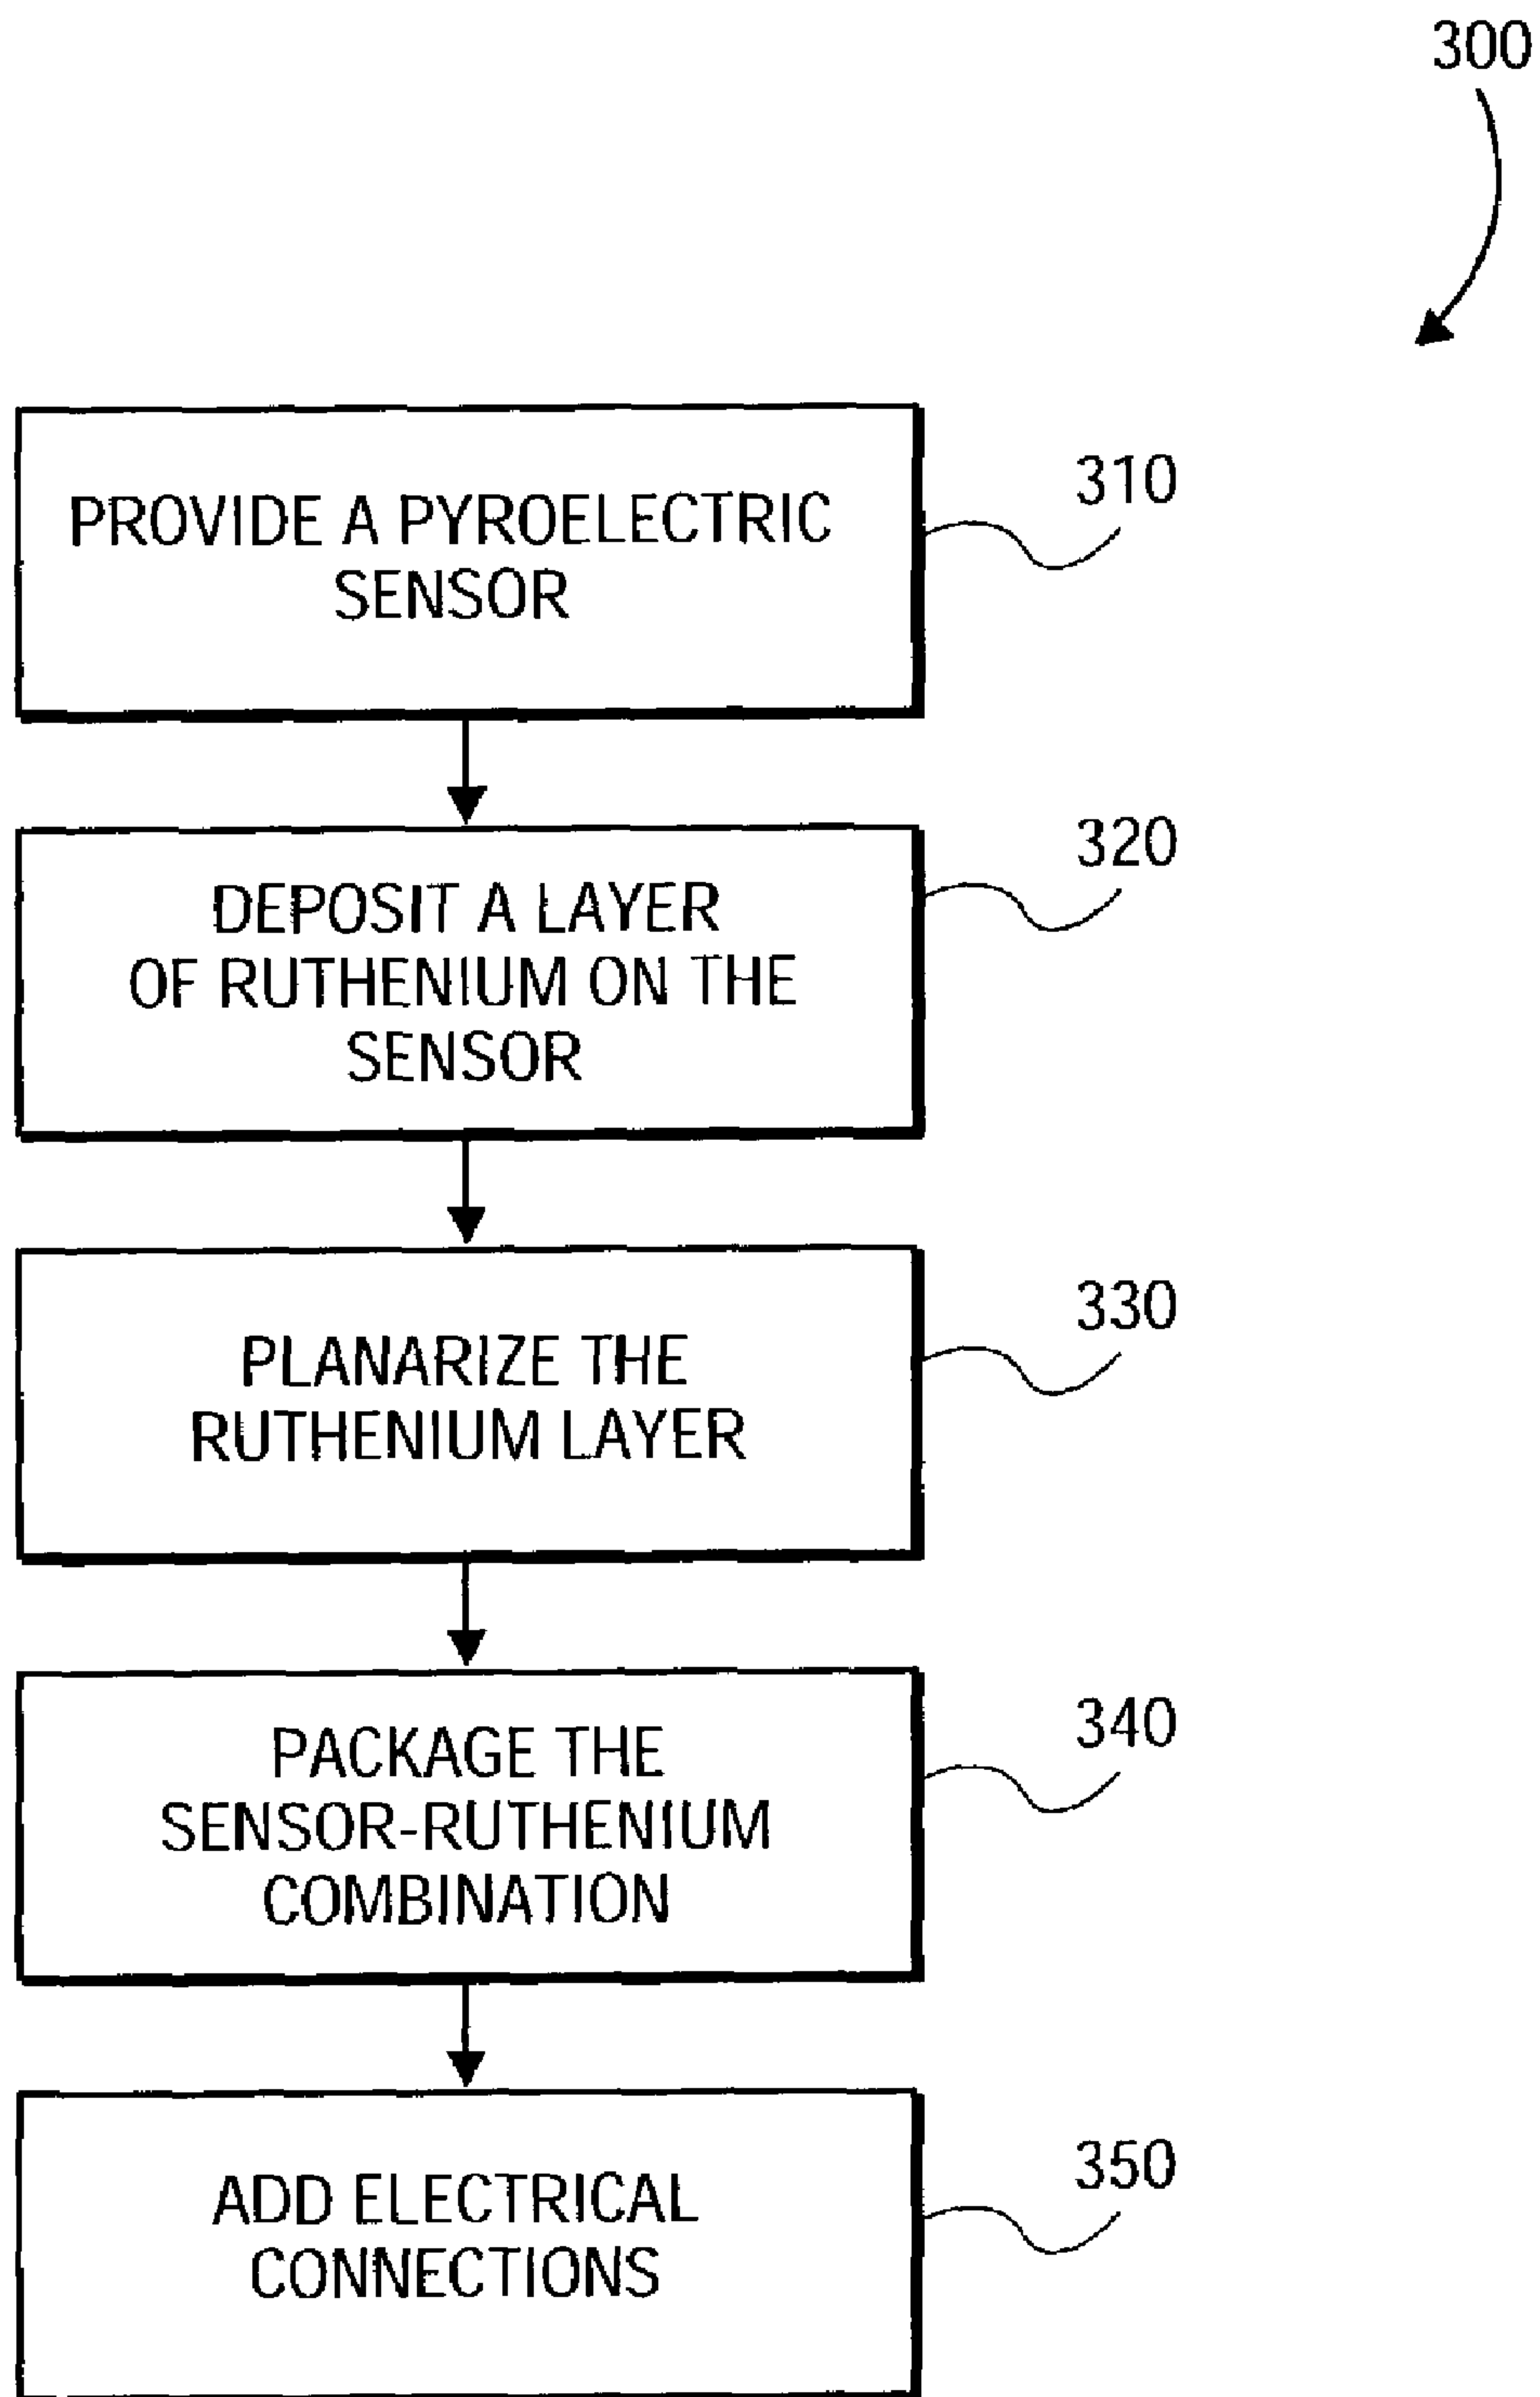 300
PROVIDE A PYROELECTRIC
SENSOR
310
DEPOSIT A LAYER
OF RUTHENIUM ON THE
SENSOR
320
PLANARIZE THE
RUTHENIUM LAYER
330
PACKAGE THE
SENSOR-RUTHENIUM
COMBINATION
340
ADD ELECTRICAL
CONNECTIONS
350